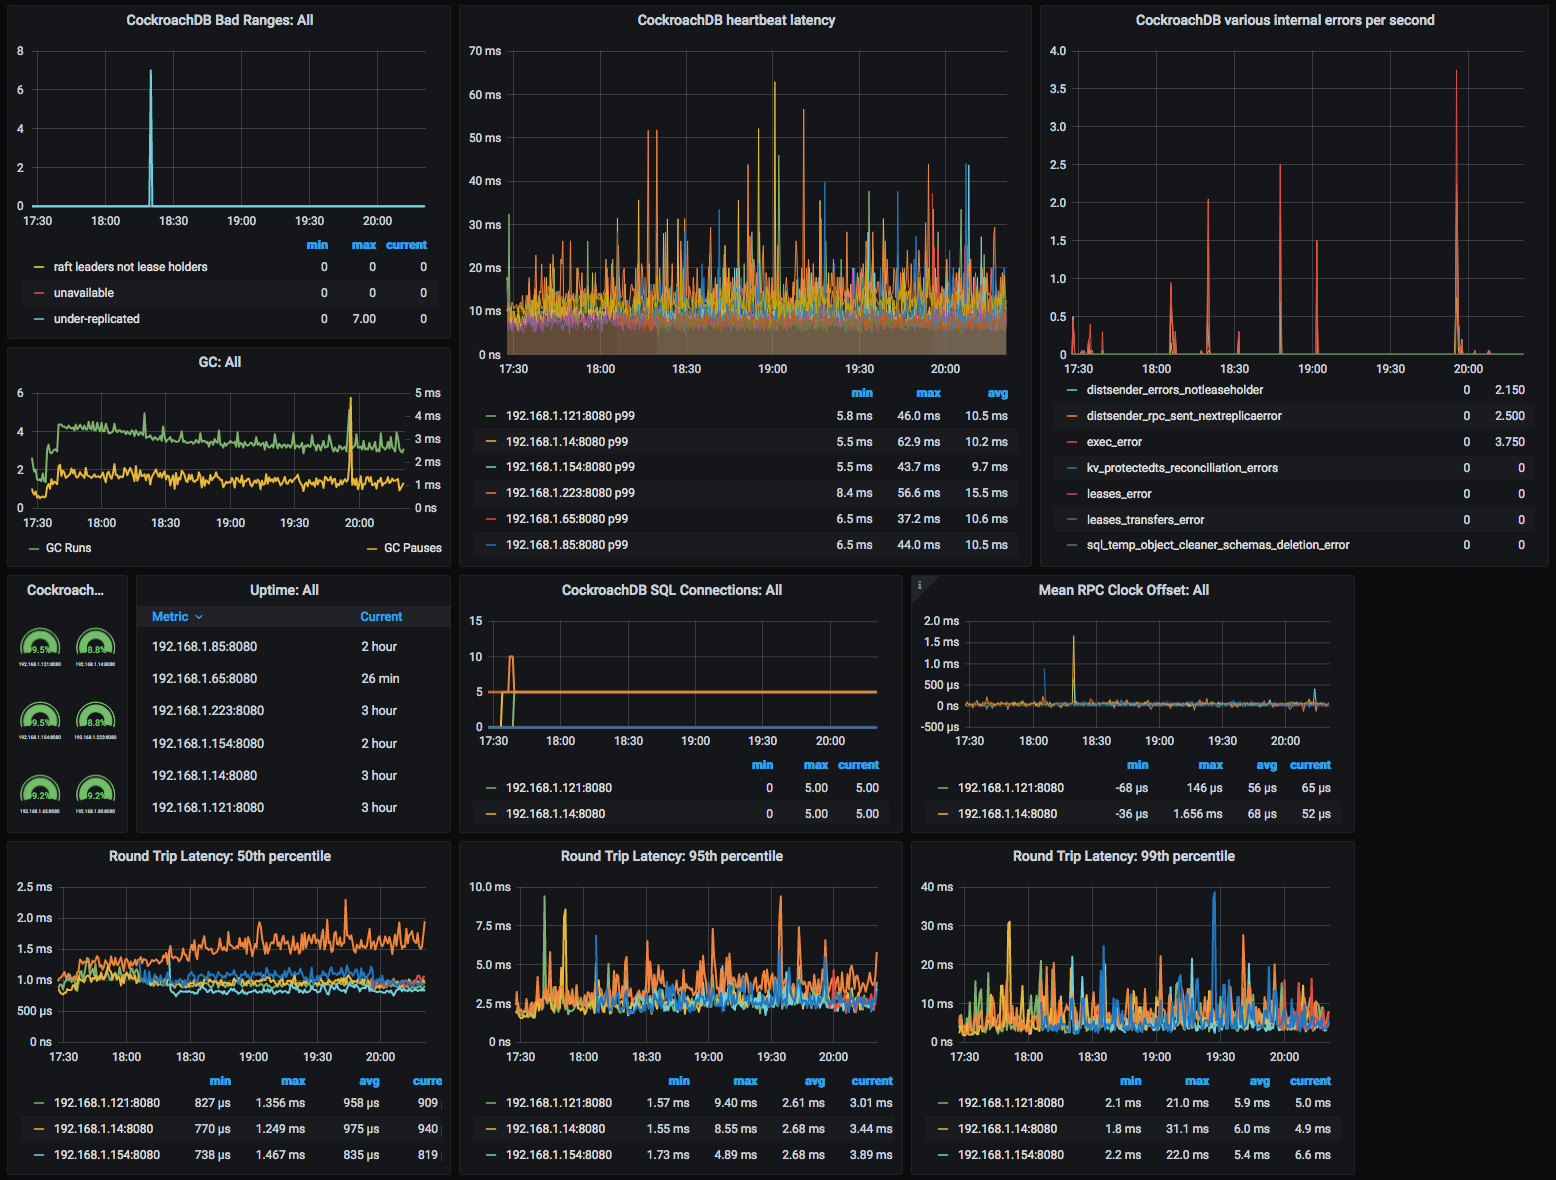 CockroachDB Bad Ranges: All
8
6
4
2
0
17:30 18:00 18:30 19:00 19:30 20:00
min max current
raft leaders not lease holders 0 0 0
unavailable 0 0 0
under-replicated 0 7.00 0
CockroachDB heartbeat latency
70 ms
60 ms
50 ms
40 ms
30 ms
20 ms
10 ms
0 ns
17:30 18:00 18:30 19:00 19:30 20:00
min max avg
192.168.1.121:8080 p99 5.8 ms 46.0 ms 10.5 ms
192.168.1.14:8080 p99 5.5 ms 62.9 ms 10.2 ms
192.168.1.154:8080 p99 5.5 ms 43.7 ms 9.7 ms
192.168.1.223:8080 p99 8.4 ms 56.6 ms 15.5 ms
192.168.1.65:8080 p99 6.5 ms 37.2 ms 10.6 ms
192.168.1.85:8080 p99 6.5 ms 44.0 ms 10.5 ms
CockroachDB various internal errors per second
4.0
3.5
3.0
2.5
2.0
1.5
1.0
0.5
0
17:30 18:00 18:30 19:00 19:30 20:00
distsender_errors_notleaseholder 0 2.150
distsender_rpc_sent_nextreplicaerror 0 2.500
exec_error 0 3.750
kv_protectedts_reconciliation_errors 0 0
leases_error 0 0
leases_transfers_error 0 0
sql_temp_object_cleaner_schemas_deletion_error 0 0
GC: All
6 5 ms
4 ms
4 3 ms
2 2 ms
1 ms
0 0 ns
17:30 18:00 18:30 19:00 19:30 20:00
GC Runs GC Pauses
Cockroach...
9.5% 8.8%
192.168.1.121:8080 192.168.1.14:8080
9.5% 8.8%
192.168.1.154:8080 192.168.1.223:8080
9.2% 9.2%
192.168.1.65:8080 192.168.1.85:8080
Uptime: All
Metric Current
192.168.1.85:8080 2 hour
192.168.1.65:8080 26 min
192.168.1.223:8080 3 hour
192.168.1.154:8080 2 hour
192.168.1.14:8080 3 hour
192.168.1.121:8080 3 hour
CockroachDB SQL Connections: All
15
10
5
0
17:30 18:00 18:30 19:00 19:30 20:00
min max current
192.168.1.121:8080 0 5.00 5.00
192.168.1.14:8080 0 5.00 5.00
i
Mean RPC Clock Offset: All
2.0 ms
1.5 ms
1.0 ms
500 µs
0 ns
-500 µs
17:30 18:00 18:30 19:00 19:30 20:00
min max avg current
192.168.1.121:8080 -68 µs 146 µs 56 µs 65 µs
192.168.1.14:8080 -36 µs 1.656 ms 68 µs 52 µs
Round Trip Latency: 50th percentile
2.5 ms
2.0 ms
1.5 ms
1.0 ms
500 µs
0 ns
17:30 18:00 18:30 19:00 19:30 20:00
min max avg curre
192.168.1.121:8080 827 µs 1.356 ms 958 µs 909
192.168.1.14:8080 770 µs 1.249 ms 975 µs 940
192.168.1.154:8080 738 µs 1.467 ms 835 µs 819
Round Trip Latency: 95th percentile
10.0 ms
7.5 ms
5.0 ms
2.5 ms
0 ns
17:30 18:00 18:30 19:00 19:30 20:00
min max avg current
192.168.1.121:8080 1.57 ms 9.40 ms 2.61 ms 3.01 ms
192.168.1.14:8080 1.55 ms 8.55 ms 2.68 ms 3.44 ms
192.168.1.154:8080 1.73 ms 4.89 ms 2.68 ms 3.89 ms
Round Trip Latency: 99th percentile
40 ms
30 ms
20 ms
10 ms
0 ns
17:30 18:00 18:30 19:00 19:30 20:00
min max avg current
192.168.1.121:8080 2.1 ms 21.0 ms 5.9 ms 5.0 ms
192.168.1.14:8080 1.8 ms 31.1 ms 6.0 ms 4.9 ms
192.168.1.154:8080 2.2 ms 22.0 ms 5.4 ms 6.6 ms